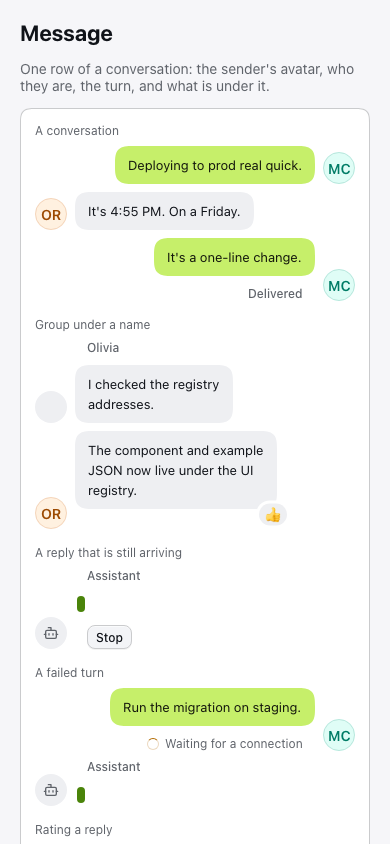 Message
One row of a conversation: the sender's avatar, who
they are, the turn, and what is under it.
A conversation
Deploying to prod real quick.
MC
OR
It's 4:55 PM. On a Friday.
It's a one-line change.
MC
Delivered
Group under a name
Olivia
I checked the registry
addresses.
The component and example
JSON now live under the UI
registry.
OR
A reply that is still arriving
Assistant
Stop
A failed turn
Run the migration on staging.
MC
Waiting for a connection
Assistant
Rating a reply